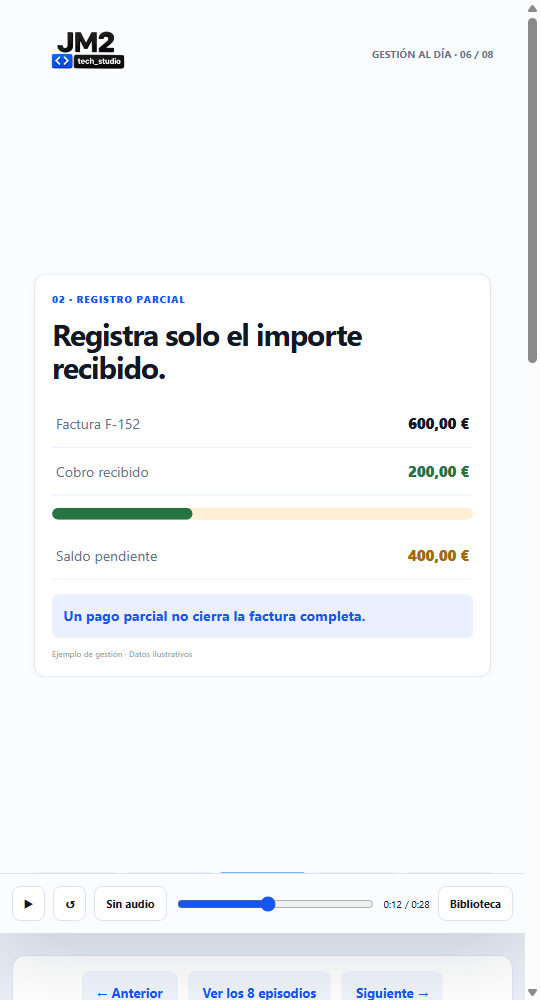 JM2
<> tech_studio
GESTIÓN AL DÍA · 06 / 08
02 · REGISTRO PARCIAL
Registra solo el importe
recibido.
Factura F-152 600,00 €
Cobro recibido 200,00 €
Saldo pendiente 400,00 €
Un pago parcial no cierra la factura completa.
Ejemplo de gestión · Datos ilustrativos
▶ ↺ Sin audio 0:12 / 0:28 Biblioteca
← Anterior Ver los 8 episodios Siguiente →